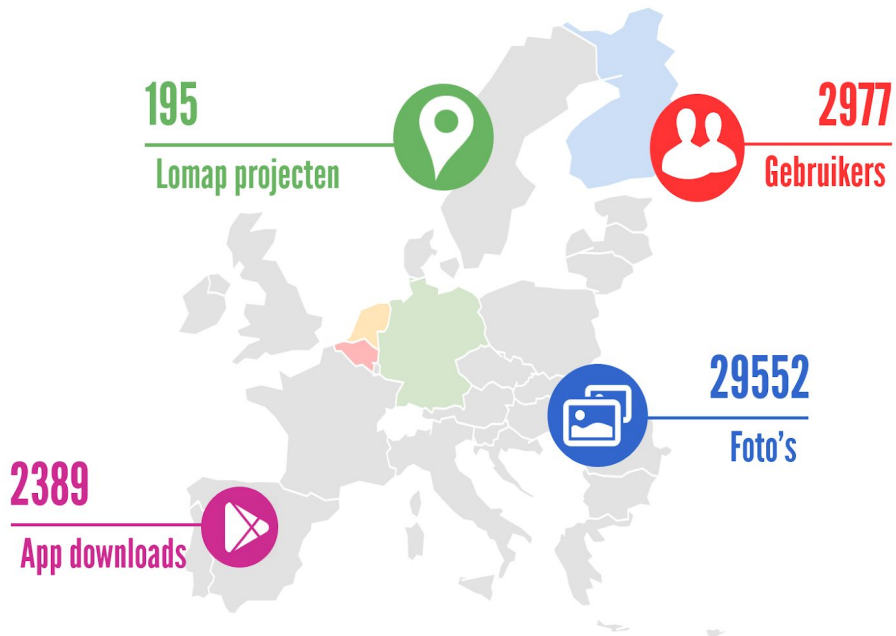 195
Lomap projecten
2977
Gebruikers
29552
Foto's
2389
App downloads